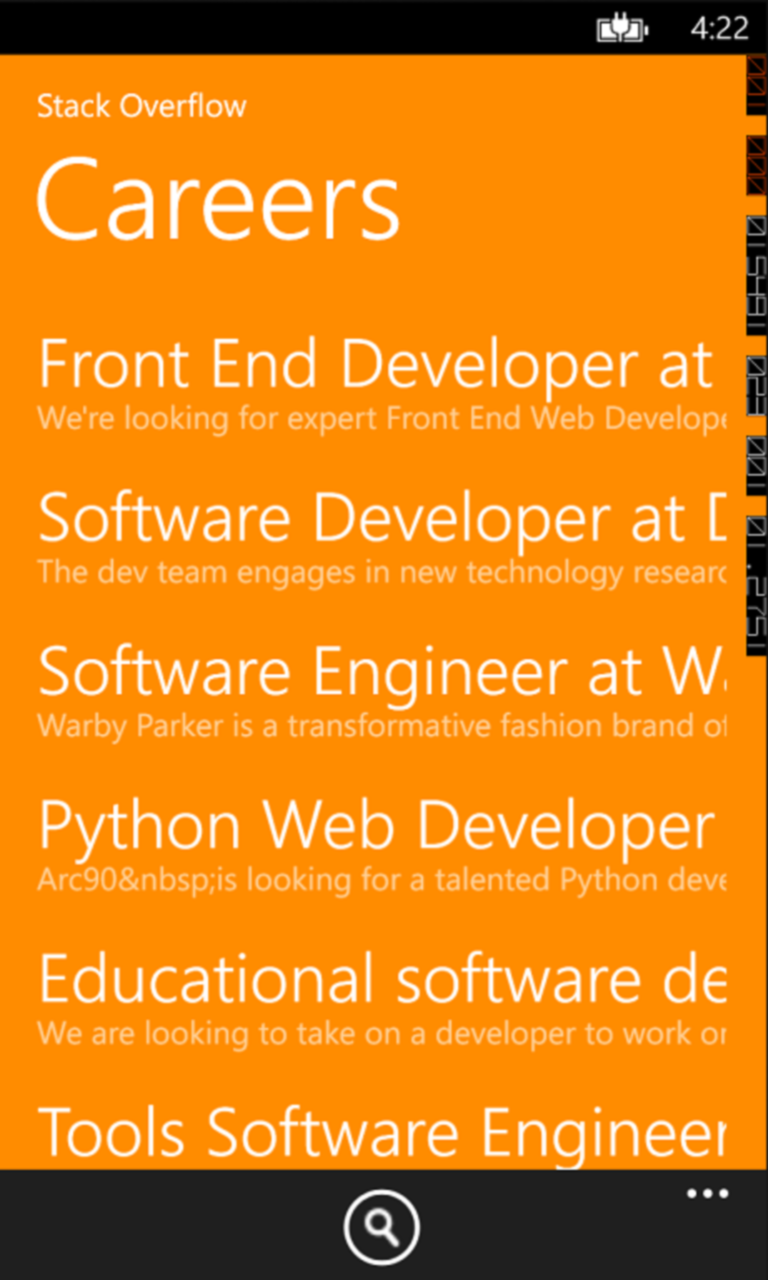 4:22
Stack Overflow
Careers
Front End Developer at
We're looking for expert Front End Web Develope
Software Developer at D
The dev team engages in new technology researc
Software Engineer at Wa
Warby Parker is a transformative fashion brand of
Python Web Developer
Arc90&nbsp;is looking for a talented Python deve
Educational software de
We are looking to take on a developer to work on
Tools Software Engineer